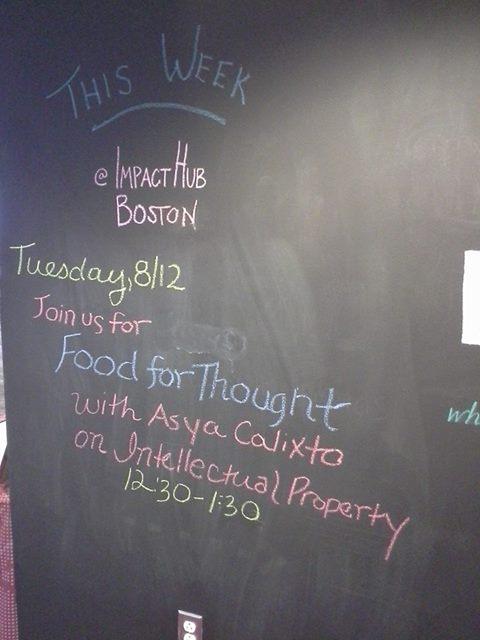 THIS WEEK
@ IMPACT HUB
BOSTON
Tuesday, 8/12
Join us for
Food for Thought
with Asya Calixto
on Intellectual Property
12:30-1:30
wh